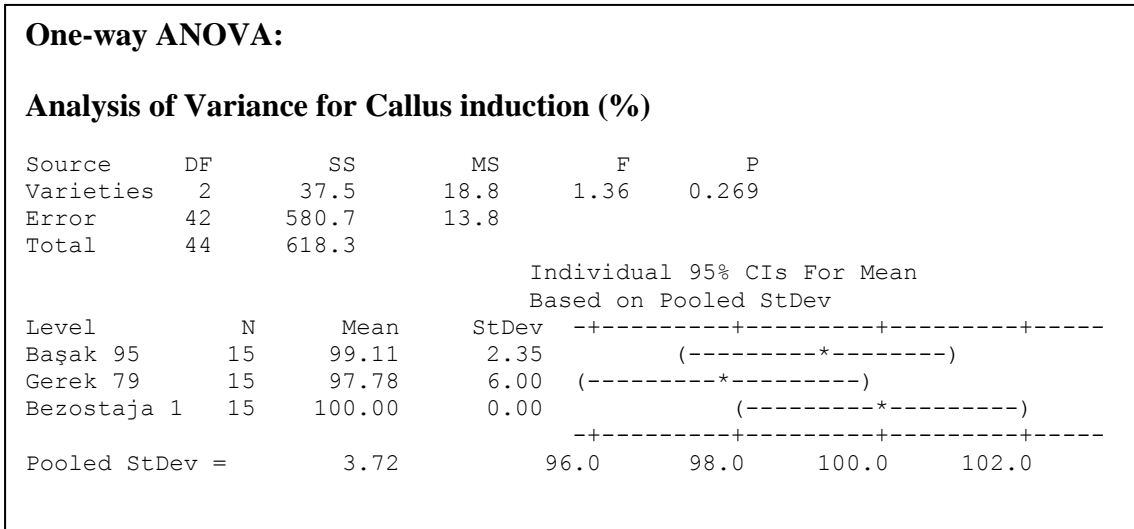 One-way ANOVA:
Analysis of Variance for Callus induction (%)
Source DF SS MS F P
Varieties 2 37.5 18.8 1.36 0.269
Error 42 580.7 13.8
Total 44 618.3
Individual 95% CIs For Mean
Based on Pooled StDev
Level N Mean StDev -+---------+---------+---------+-----
Başak 95 15 99.11 2.35 (---------*--------)
Gerek 79 15 97.78 6.00 (---------*---------)
Bezostaja 1 15 100.00 0.00 (---------*---------)
-+---------+---------+---------+-----
Pooled StDev = 3.72 96.0 98.0 100.0 102.0